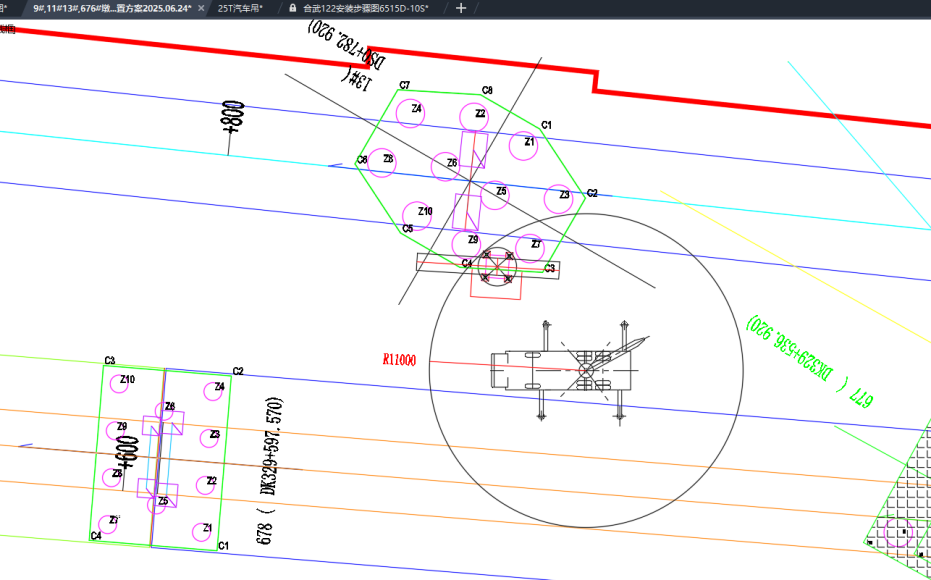 9#,11#13#,676#墩...置方案2025.06.24*
25T汽车吊*
合武122安装步骤图6515D-10S*
DS0+782.920)
13#(
+800
C7
C8
Z4
Z2
C1
Z1
C6
Z8
Z6
Z5
Z3
C2
Z10
C5
Z9
Z7
C4
C3
R11000
677 ( DK329+536.920)
C3
C2
Z10
Z4
Z6
Z9
Z3
+600
Z8
Z2
Z5
Z7
Z1
C4
C1
678 ( DK329+597.570)